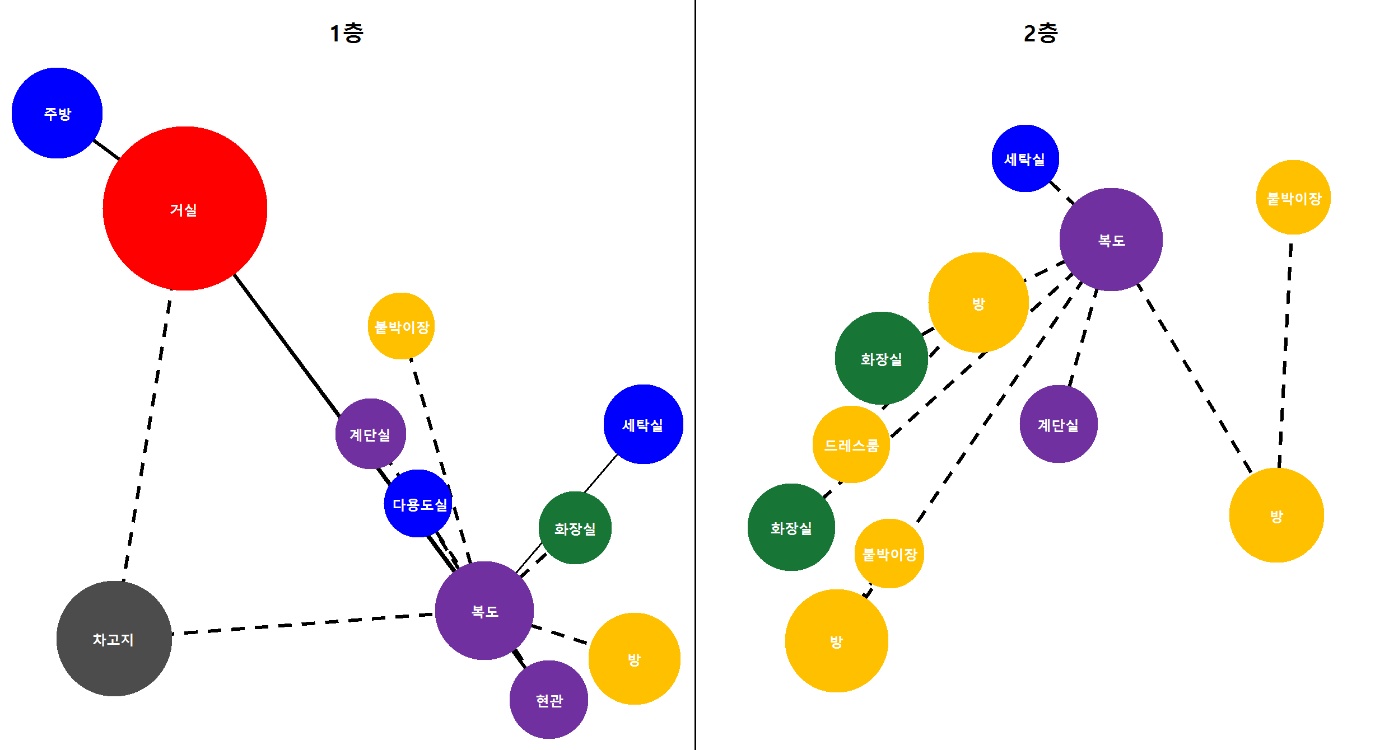 1층
주방
거실
붙박이장
계단실
세탁실
다용도실
화장실
복도
차고지
방
현관
2층
세탁실
붙박이장
복도
방
화장실
계단실
드레스룸
방
화장실
붙박이장
방